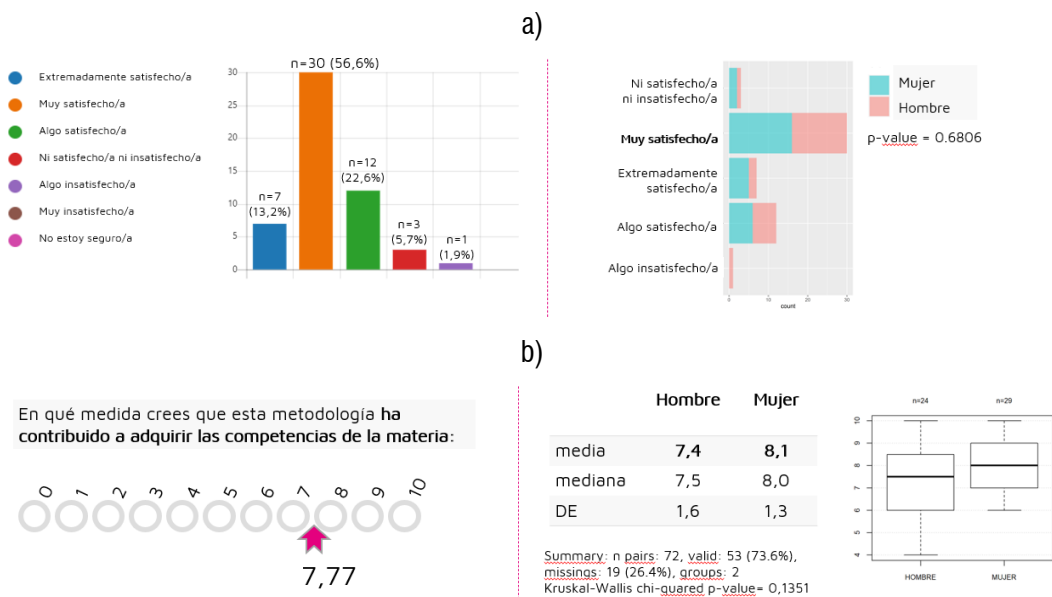 a)
Extremadamente satisfecho/a
Muy satisfecho/a
Algo satisfecho/a
Ni satisfecho/a ni insatisfecho/a
Algo insatisfecho/a
Muy insatisfecho/a
No estoy seguro/a
30
25
20
15
10
5
0
n=30 (56,6%)
n=7
(13,2%)
n=12
(22,6%)
n=3
(5,7%)
n=1
(1,9%)
Ni satisfecho/a
ni insatisfecho/a
Muy satisfecho/a
Extremadamente
satisfecho/a
Algo satisfecho/a
Algo insatisfecho/a
0 10 20 30
count
Mujer
Hombre
p-value = 0.6806
b)
En qué medida crees que esta metodología ha
contribuido a adquirir las competencias de la materia:
0 1 2 3 4 5 6 7 8 9 10
7,77
Hombre Mujer
media 7,4 8,1
mediana 7,5 8,0
DE 1,6 1,3
Summary: n pairs: 72, valid: 53 (73.6%),
missings: 19 (26.4%), groups: 2
Kruskal-Wallis chi-quared p-value= 0,1351
n=24 n=29
10
9
8
7
6
5
4
HOMBRE MUJER